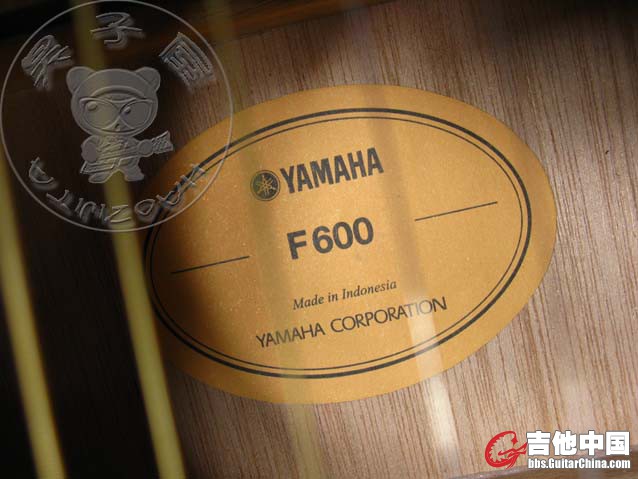 YAMAHA
F600
Made in Indonesia
YAMAHA CORPORATION
吉他中国
bbs.GuitarChina.com